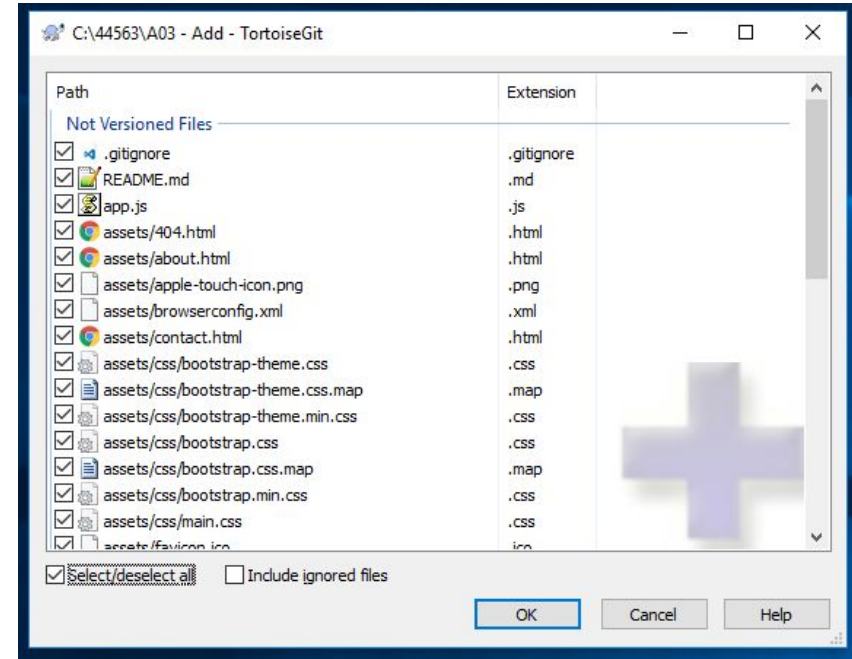 C:\44563\A03 - Add - TortoiseGit
Path Extension
Not Versioned Files
.gitignore .gitignore
README.md .md
app.js .js
assets/404.html .html
assets/about.html .html
assets/apple-touch-icon.png .png
assets/browserconfig.xml .xml
assets/contact.html .html
assets/css/bootstrap-theme.css .css
assets/css/bootstrap-theme.css.map .map
assets/css/bootstrap-theme.min.css .css
assets/css/bootstrap.css .css
assets/css/bootstrap.css.map .map
assets/css/bootstrap.min.css .css
assets/css/main.css .css
assets/favicon.ico .ico
Select/deselect all Include ignored files
OK Cancel Help